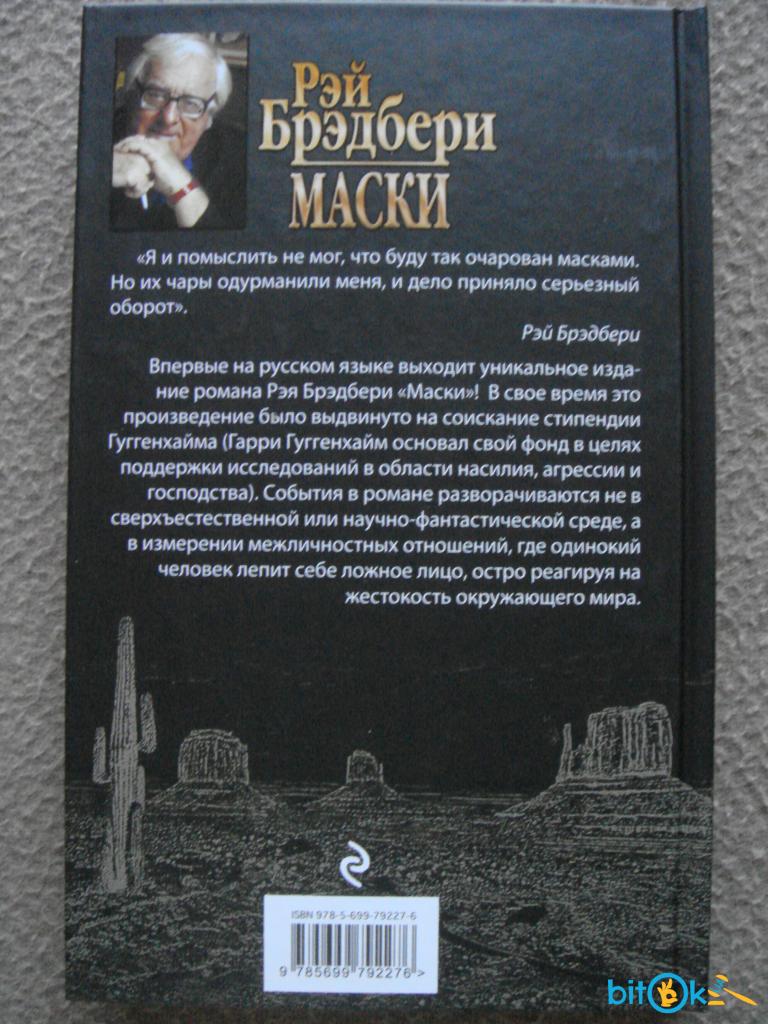 Рэй
Брэдбери
МАСКИ
«Я и помыслить не мог, что буду так очарован масками.
Но их чары одурманили меня, и дело приняло серьезный
оборот».
Рэй Брэдбери
Впервые на русском языке выходит уникальное изда-
ние романа Рэя Брэдбери «Маски»! В свое время это
произведение было выдвинуто на соискание стипендии
Гуггенхайма (Гарри Гуггенхайм основал свой фонд в целях
поддержки исследований в области насилия, агрессии и
господства). События в романе разворачиваются не в
сверхъестественной или научно-фантастической среде, а
в измерении межличностных отношений, где одинокий
человек лепит себе ложное лицо, остро реагируя на
жестокость окружающего мира.
ISBN 978-5-699-79227-6
9 785699 792276 >
bitOk